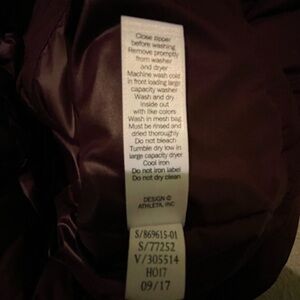 Close zipper
before washing
Remove promptly
from washer
and dryer
Machine wash cold
in front loading large
capacity washer
Wash and dry
inside out
with like colors
Wash in mesh bag
Must be rinsed and
dried thoroughly
Do not bleach
Tumble dry low in
large capacity dryer
Cool iron
Do not iron label
Do not dry clean
DESIGN ©
ATHLETA, INC
S/869615-01
S/77252
V/305514
HO17
09/17